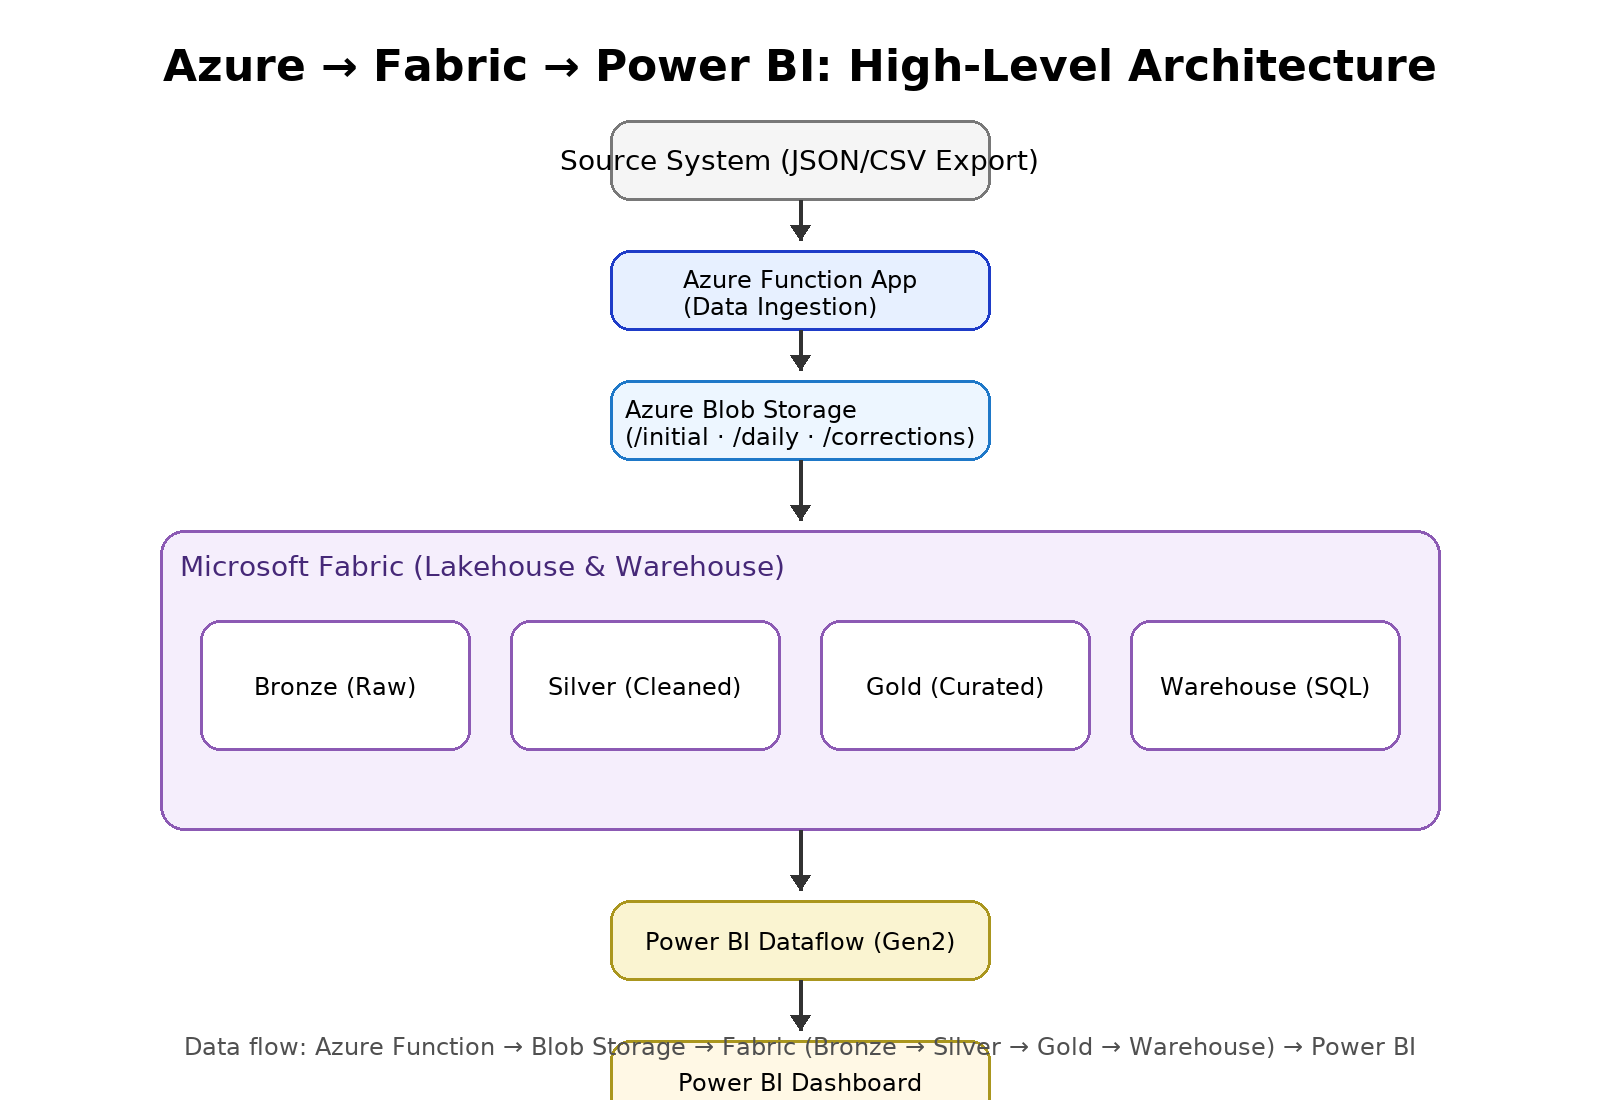 Azure → Fabric → Power BI: High-Level Architecture
Source System (JSON/CSV Export)
Azure Function App
(Data Ingestion)
Azure Blob Storage
(/initial · /daily · /corrections)
Microsoft Fabric (Lakehouse & Warehouse)
Bronze (Raw)
Silver (Cleaned)
Gold (Curated)
Warehouse (SQL)
Power BI Dataflow (Gen2)
Data flow: Azure Function → Blob Storage → Fabric (Bronze → Silver → Gold → Warehouse) → Power BI
Power BI Dashboard